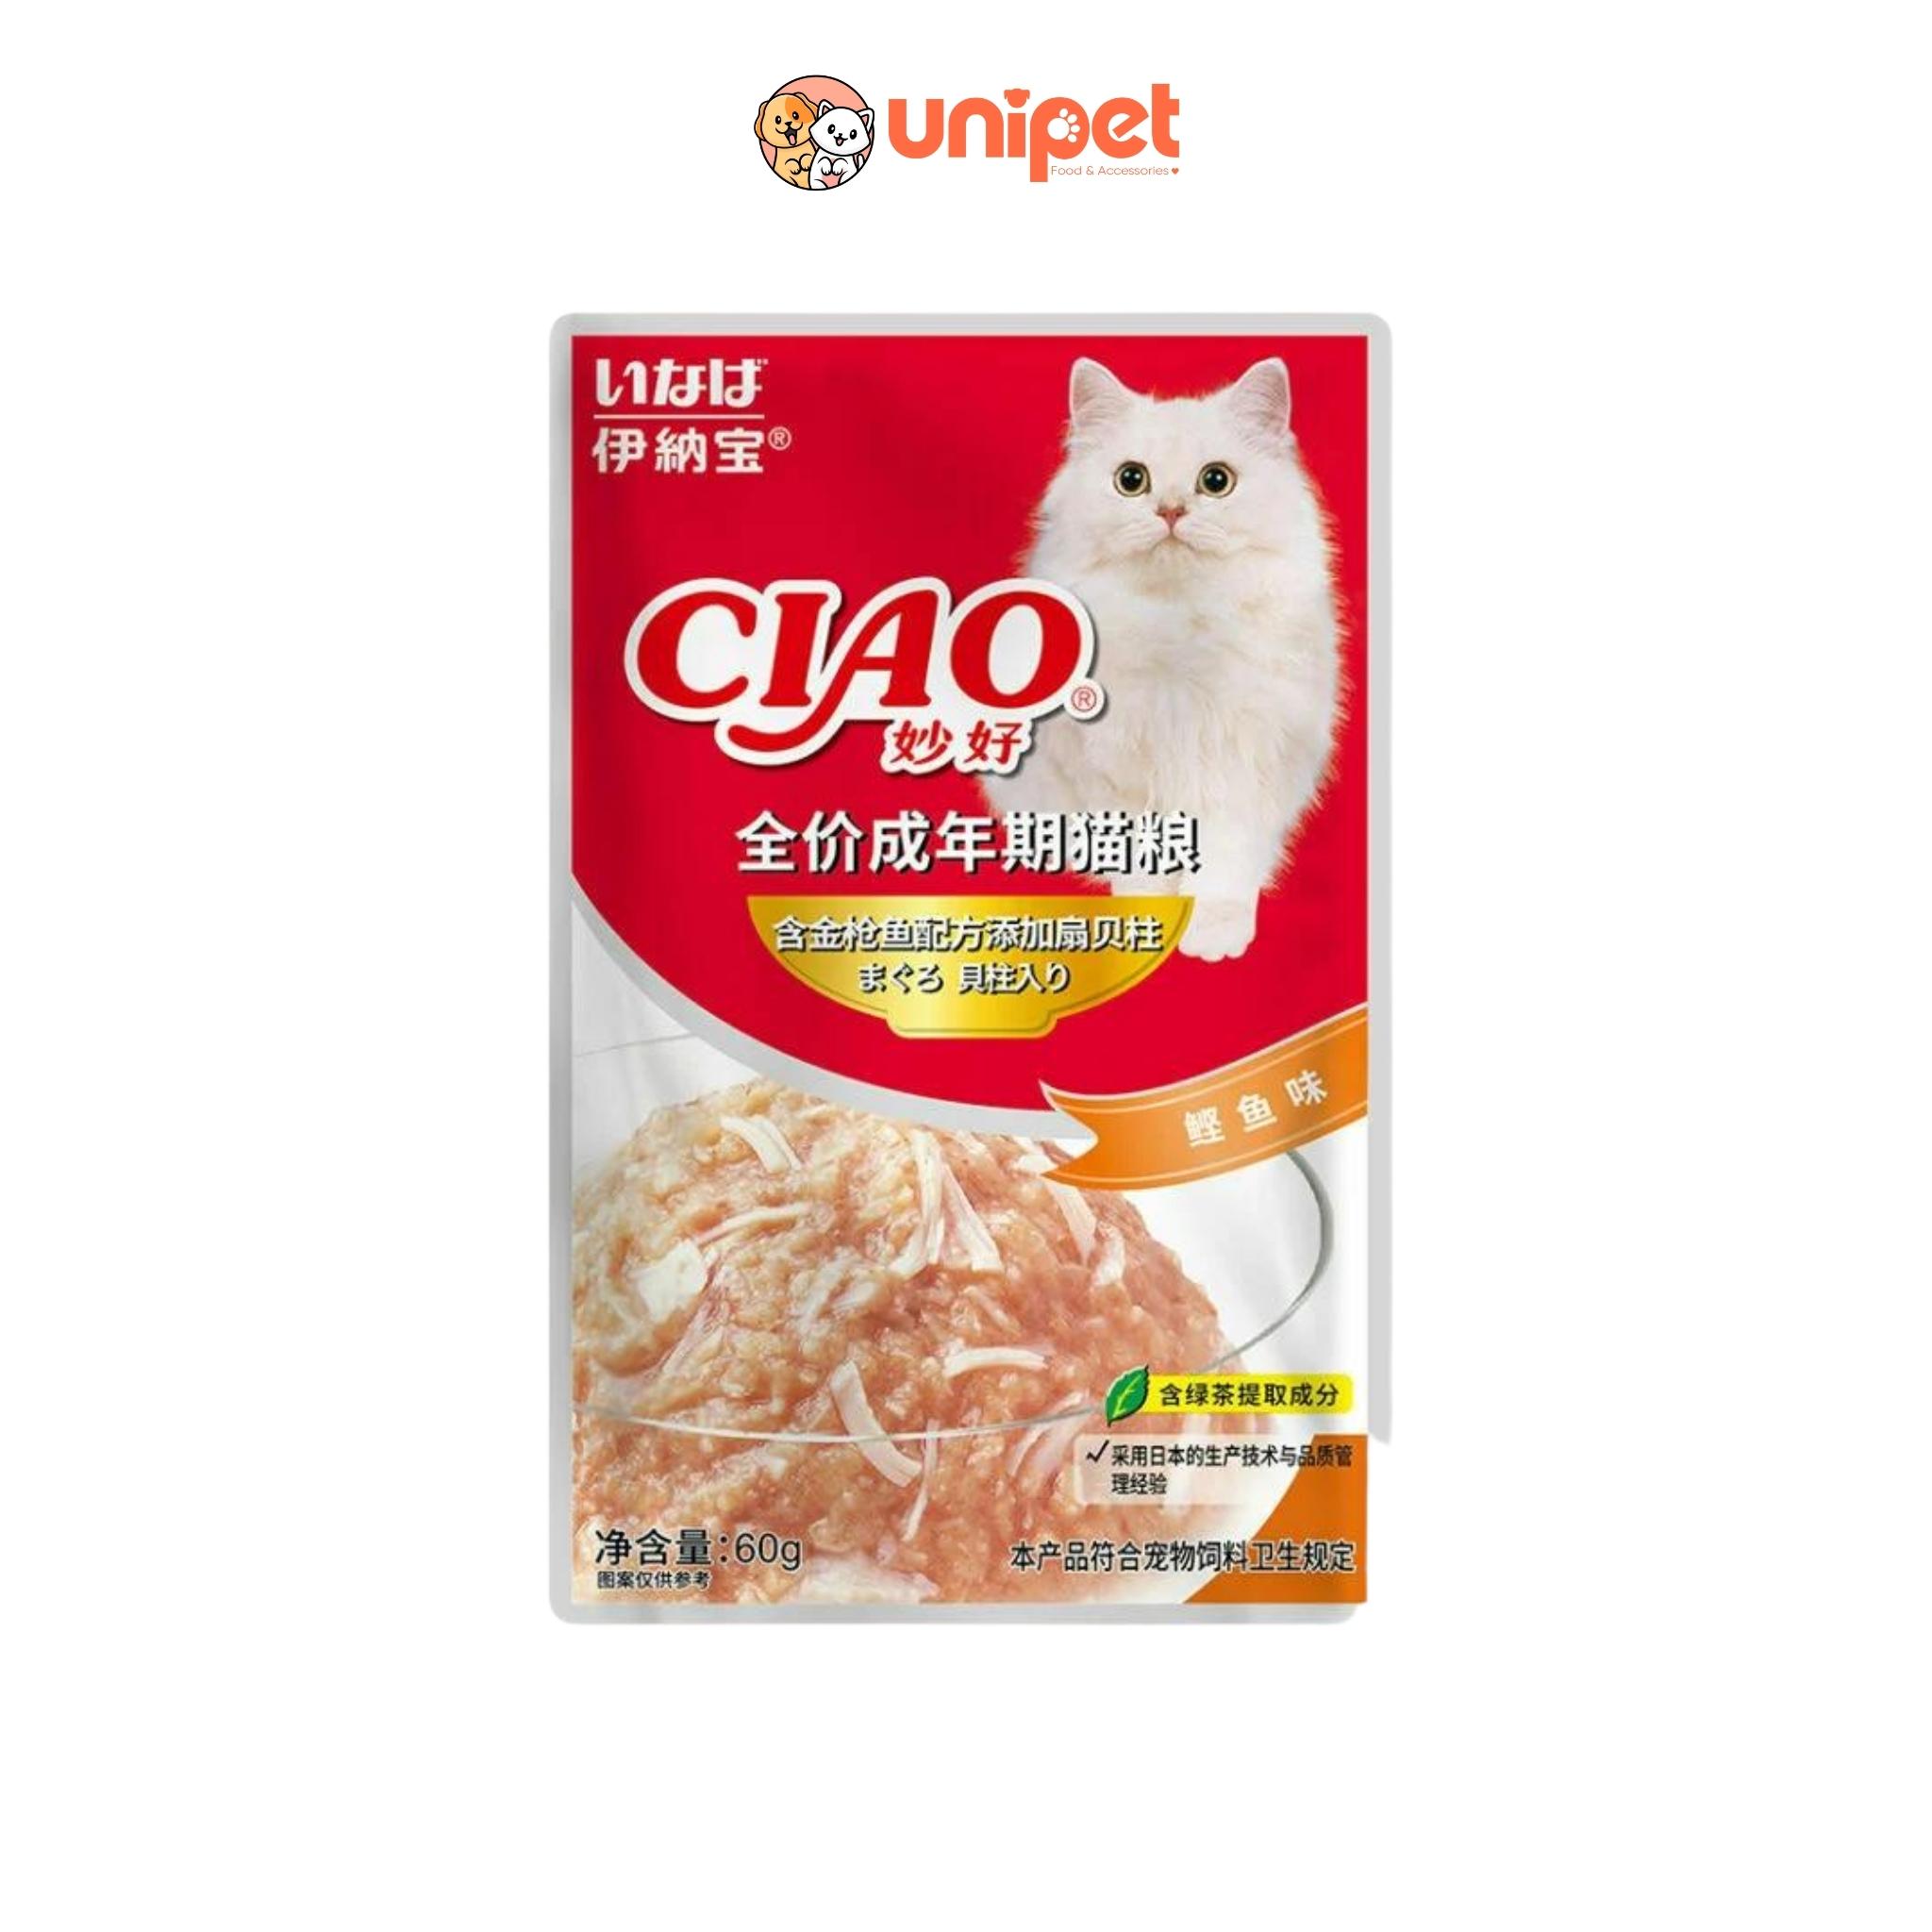 unipet
Food & Accessories
いなば
伊納宝®
CIAO®
妙好
全价成年期猫粮
含金枪鱼配方添加扇贝柱
まぐろ 貝柱入り
鲣鱼味
含绿茶提取成分
✓采用日本的生产技术与品质管
理经验
净含量:60g
图案仅供参考
本产品符合宠物饲料卫生规定